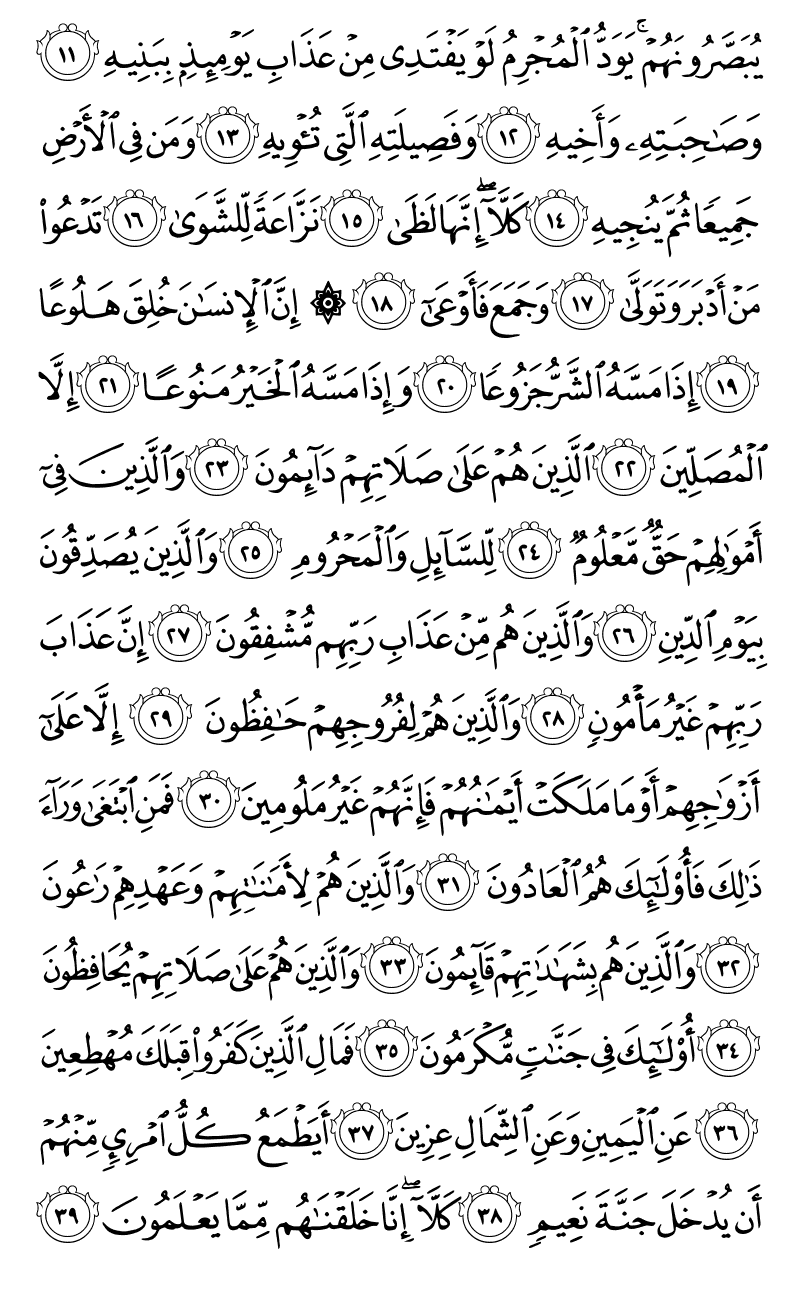 يُبَصَّرُونَهُمۡۚ يَوَدُّ ٱلۡمُجۡرِمُ لَوۡ يَفۡتَدِي مِنۡ عَذَابِ يَوۡمِئِذِۭ بِبَنِيهِ ١١
وَصَٰحِبَتِهِۦ وَأَخِيهِ ١٢ وَفَصِيلَتِهِ ٱلَّتِي تُـٔۡوِيهِ ١٣ وَمَن فِي ٱلۡأَرۡضِ
جَمِيعٗا ثُمَّ يُنجِيهِ ١٤ كَلَّآۖ إِنَّهَا لَظَىٰ ١٥ نَزَّاعَةٗ لِّلشَّوَىٰ ١٦ تَدۡعُواْ
مَنۡ أَدۡبَرَ وَتَوَلَّىٰ ١٧ وَجَمَعَ فَأَوۡعَىٰٓ ١٨ ۞ إِنَّ ٱلۡإِنسَٰنَ خُلِقَ هَلُوعًا
١٩ إِذَا مَسَّهُ ٱلشَّرُّ جَزُوعٗا ٢٠ وَإِذَا مَسَّهُ ٱلۡخَيۡرُ مَنُوعًا ٢١ إِلَّا
ٱلۡمُصَلِّينَ ٢٢ ٱلَّذِينَ هُمۡ عَلَىٰ صَلَاتِهِمۡ دَآئِمُونَ ٢٣ وَٱلَّذِينَ فِيٓ
أَمۡوَٰلِهِمۡ حَقّٞ مَّعۡلُومٞ ٢٤ لِّلسَّآئِلِ وَٱلۡمَحۡرُومِ ٢٥ وَٱلَّذِينَ يُصَدِّقُونَ
بِيَوۡمِ ٱلدِّينِ ٢٦ وَٱلَّذِينَ هُم مِّنۡ عَذَابِ رَبِّهِم مُّشۡفِقُونَ ٢٧ إِنَّ عَذَابَ
رَبِّهِمۡ غَيۡرُ مَأۡمُونٖ ٢٨ وَٱلَّذِينَ هُمۡ لِفُرُوجِهِمۡ حَٰفِظُونَ ٢٩ إِلَّا عَلَىٰٓ
أَزۡوَٰجِهِمۡ أَوۡ مَا مَلَكَتۡ أَيۡمَٰنُهُمۡ فَإِنَّهُمۡ غَيۡرُ مَلُومِينَ ٣٠ فَمَنِ ٱبۡتَغَىٰ وَرَآءَ
ذَٰلِكَ فَأُوْلَٰٓئِكَ هُمُ ٱلۡعَادُونَ ٣١ وَٱلَّذِينَ هُمۡ لِأَمَٰنَٰتِهِمۡ وَعَهۡدِهِمۡ رَٰعُونَ
٣٢ وَٱلَّذِينَ هُم بِشَهَٰدَٰتِهِمۡ قَآئِمُونَ ٣٣ وَٱلَّذِينَ هُمۡ عَلَىٰ صَلَاتِهِمۡ يُحَافِظُونَ
٣٤ أُوْلَٰٓئِكَ فِي جَنَّٰتٖ مُّكۡرَمُونَ ٣٥ فَمَالِ ٱلَّذِينَ كَفَرُواْ قِبَلَكَ مُهۡطِعِينَ
٣٦ عَنِ ٱلۡيَمِينِ وَعَنِ ٱلشِّمَالِ عِزِينَ ٣٧ أَيَطۡمَعُ كُلُّ ٱمۡرِيٕٖ مِّنۡهُمۡ
أَن يُدۡخَلَ جَنَّةَ نَعِيمٖ ٣٨ كَلَّآۖ إِنَّا خَلَقۡنَٰهُم مِّمَّا يَعۡلَمُونَ ٣٩